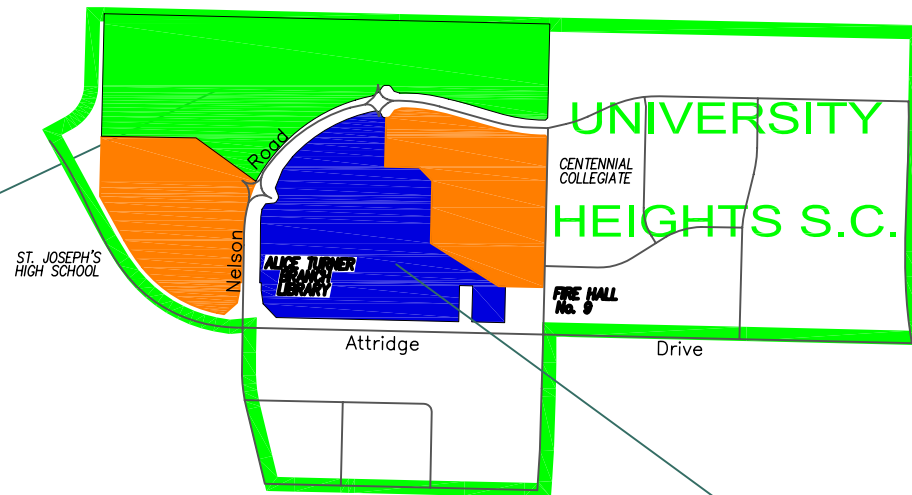 UNIVERSITY
HEIGHTS S.C.
CENTENNIAL
COLLEGIATE
Road
Nelson
ST. JOSEPH'S
HIGH SCHOOL
ALICE TURNER
BRANCH
LIBRARY
FIRE HALL
No. 9
Attridge
Drive